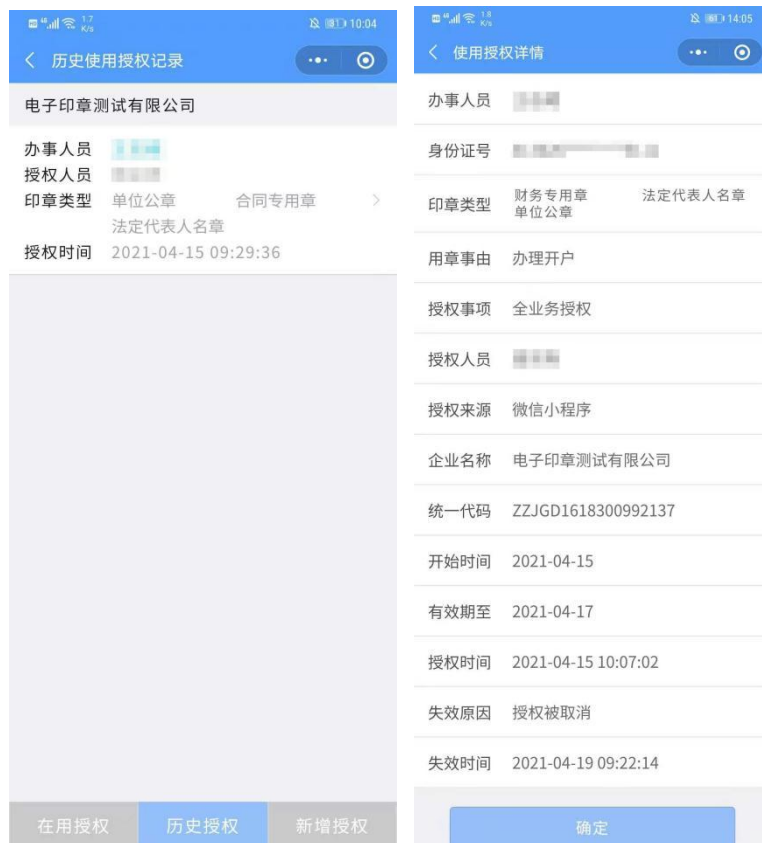 1.7
K/s
10:04
历史使用授权记录
电子印章测试有限公司
办事人员
授权人员
印章类型 单位公章 合同专用章
法定代表人名章
授权时间 2021-04-15 09:29:36
在用授权 历史授权 新增授权
1.8
K/s
14:05
使用授权详情
办事人员
身份证号
印章类型 财务专用章 法定代表人名章
单位公章
用章事由 办理开户
授权事项 全业务授权
授权人员
授权来源 微信小程序
企业名称 电子印章测试有限公司
统一代码 ZZJGD1618300992137
开始时间 2021-04-15
有效期至 2021-04-17
授权时间 2021-04-15 10:07:02
失效原因 授权被取消
失效时间 2021-04-19 09:22:14
确定